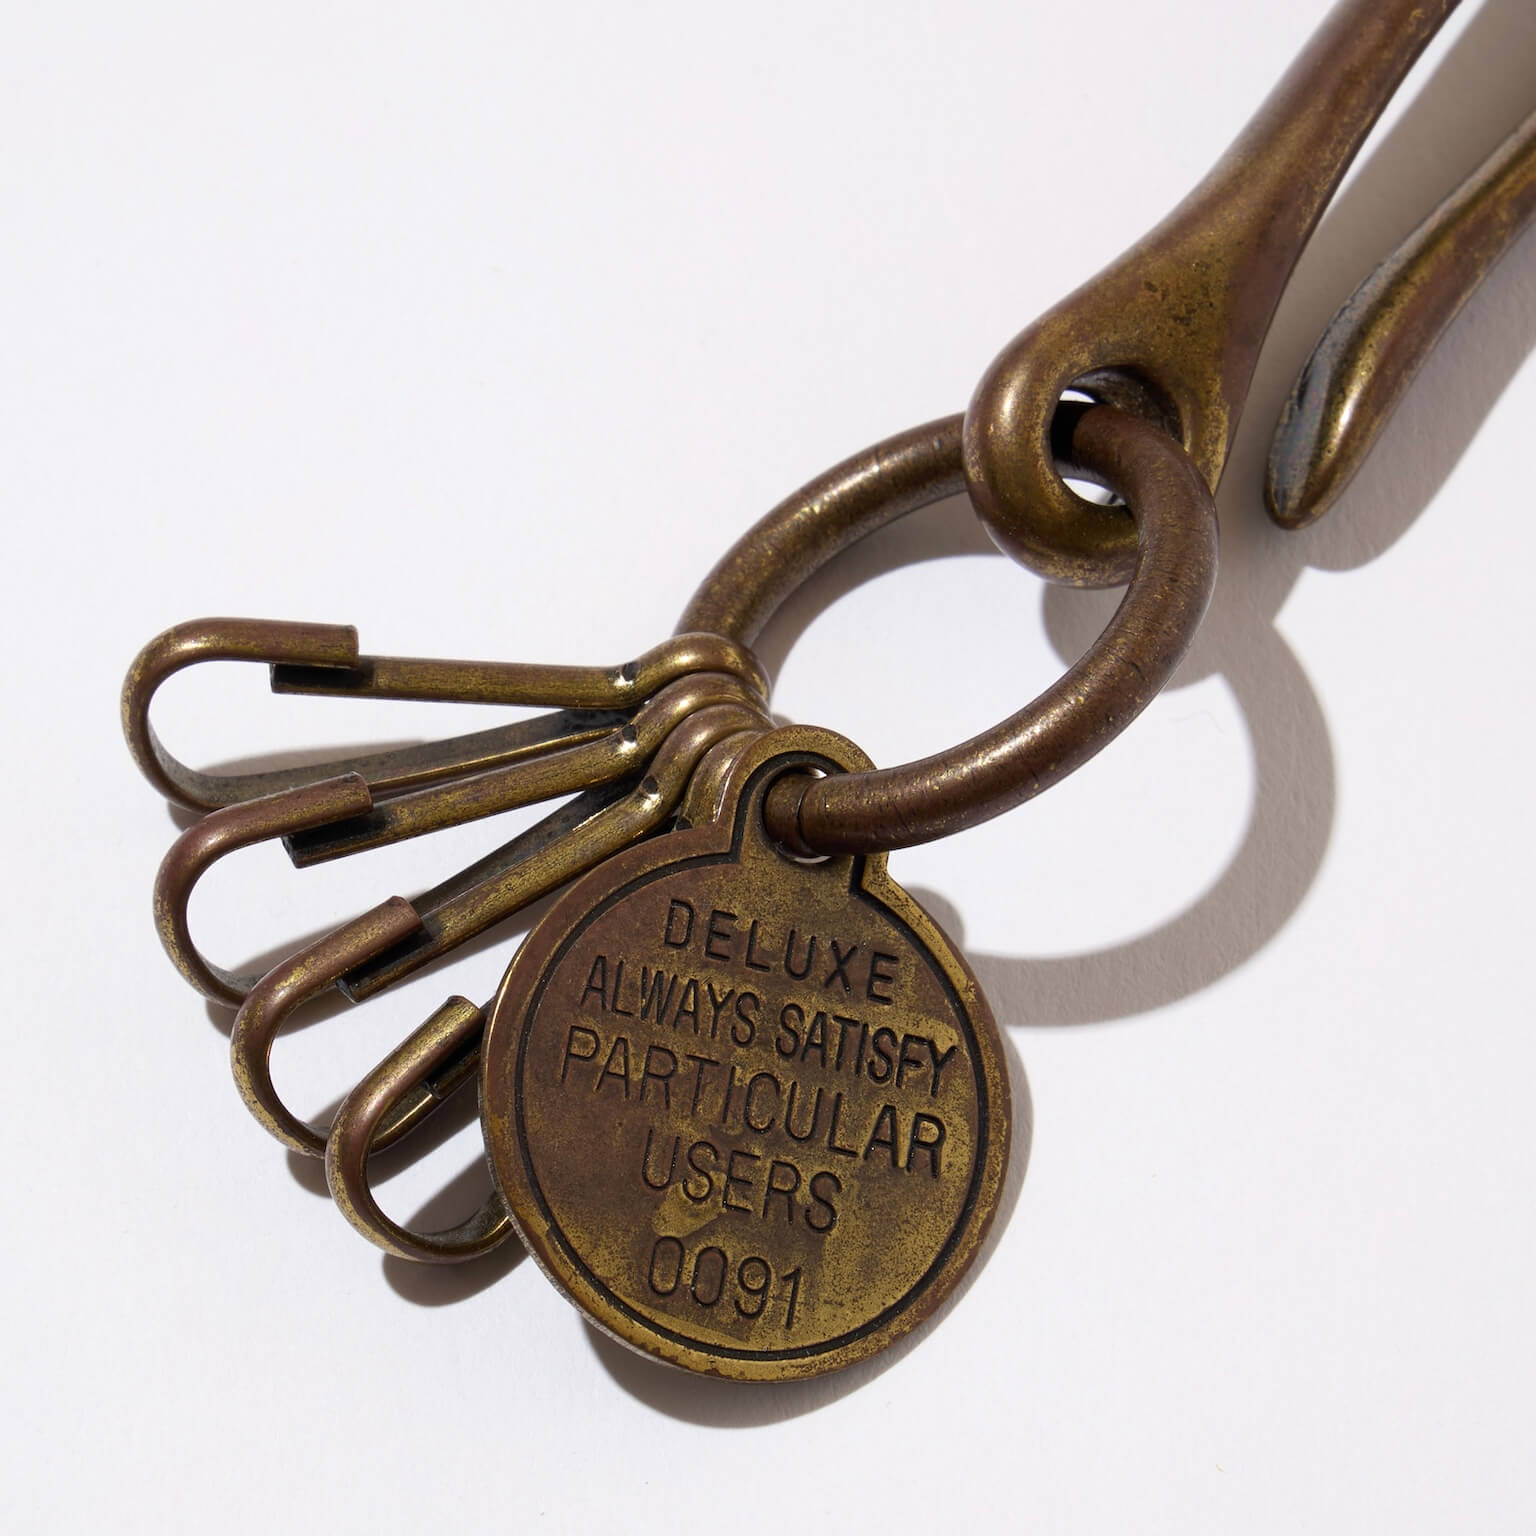 DELUXE
ALWAYS SATISFY
PARTICULAR
USERS
0091